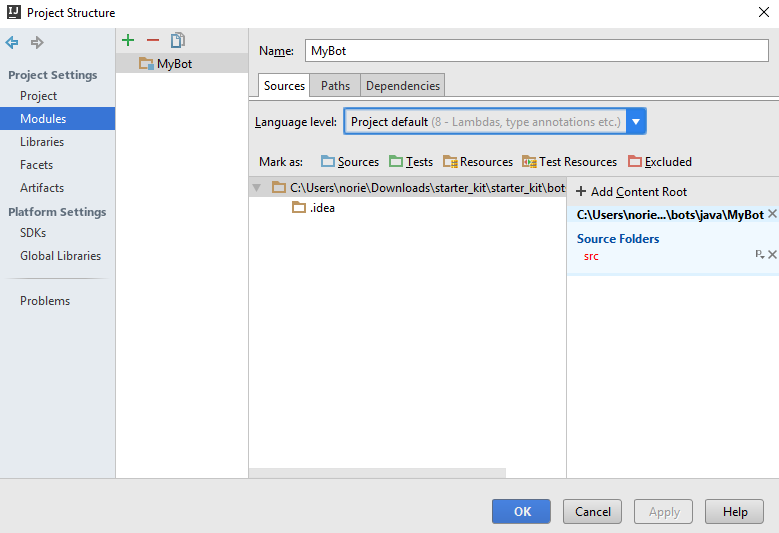 Project Structure
Project Settings
Project
Modules
Libraries
Facets
Artifacts
Platform Settings
SDKs
Global Libraries
Problems
MyBot
Name: MyBot
Sources Paths Dependencies
Language level: Project default (8 - Lambdas, type annotations etc.)
Mark as: Sources Tests Resources Test Resources Excluded
C:\Users\norie\Downloads\starter_kit\starter_kit\bot
.idea
+ Add Content Root
C:\Users\norie...\bots\java\MyBot
Source Folders
src
OK Cancel Apply Help